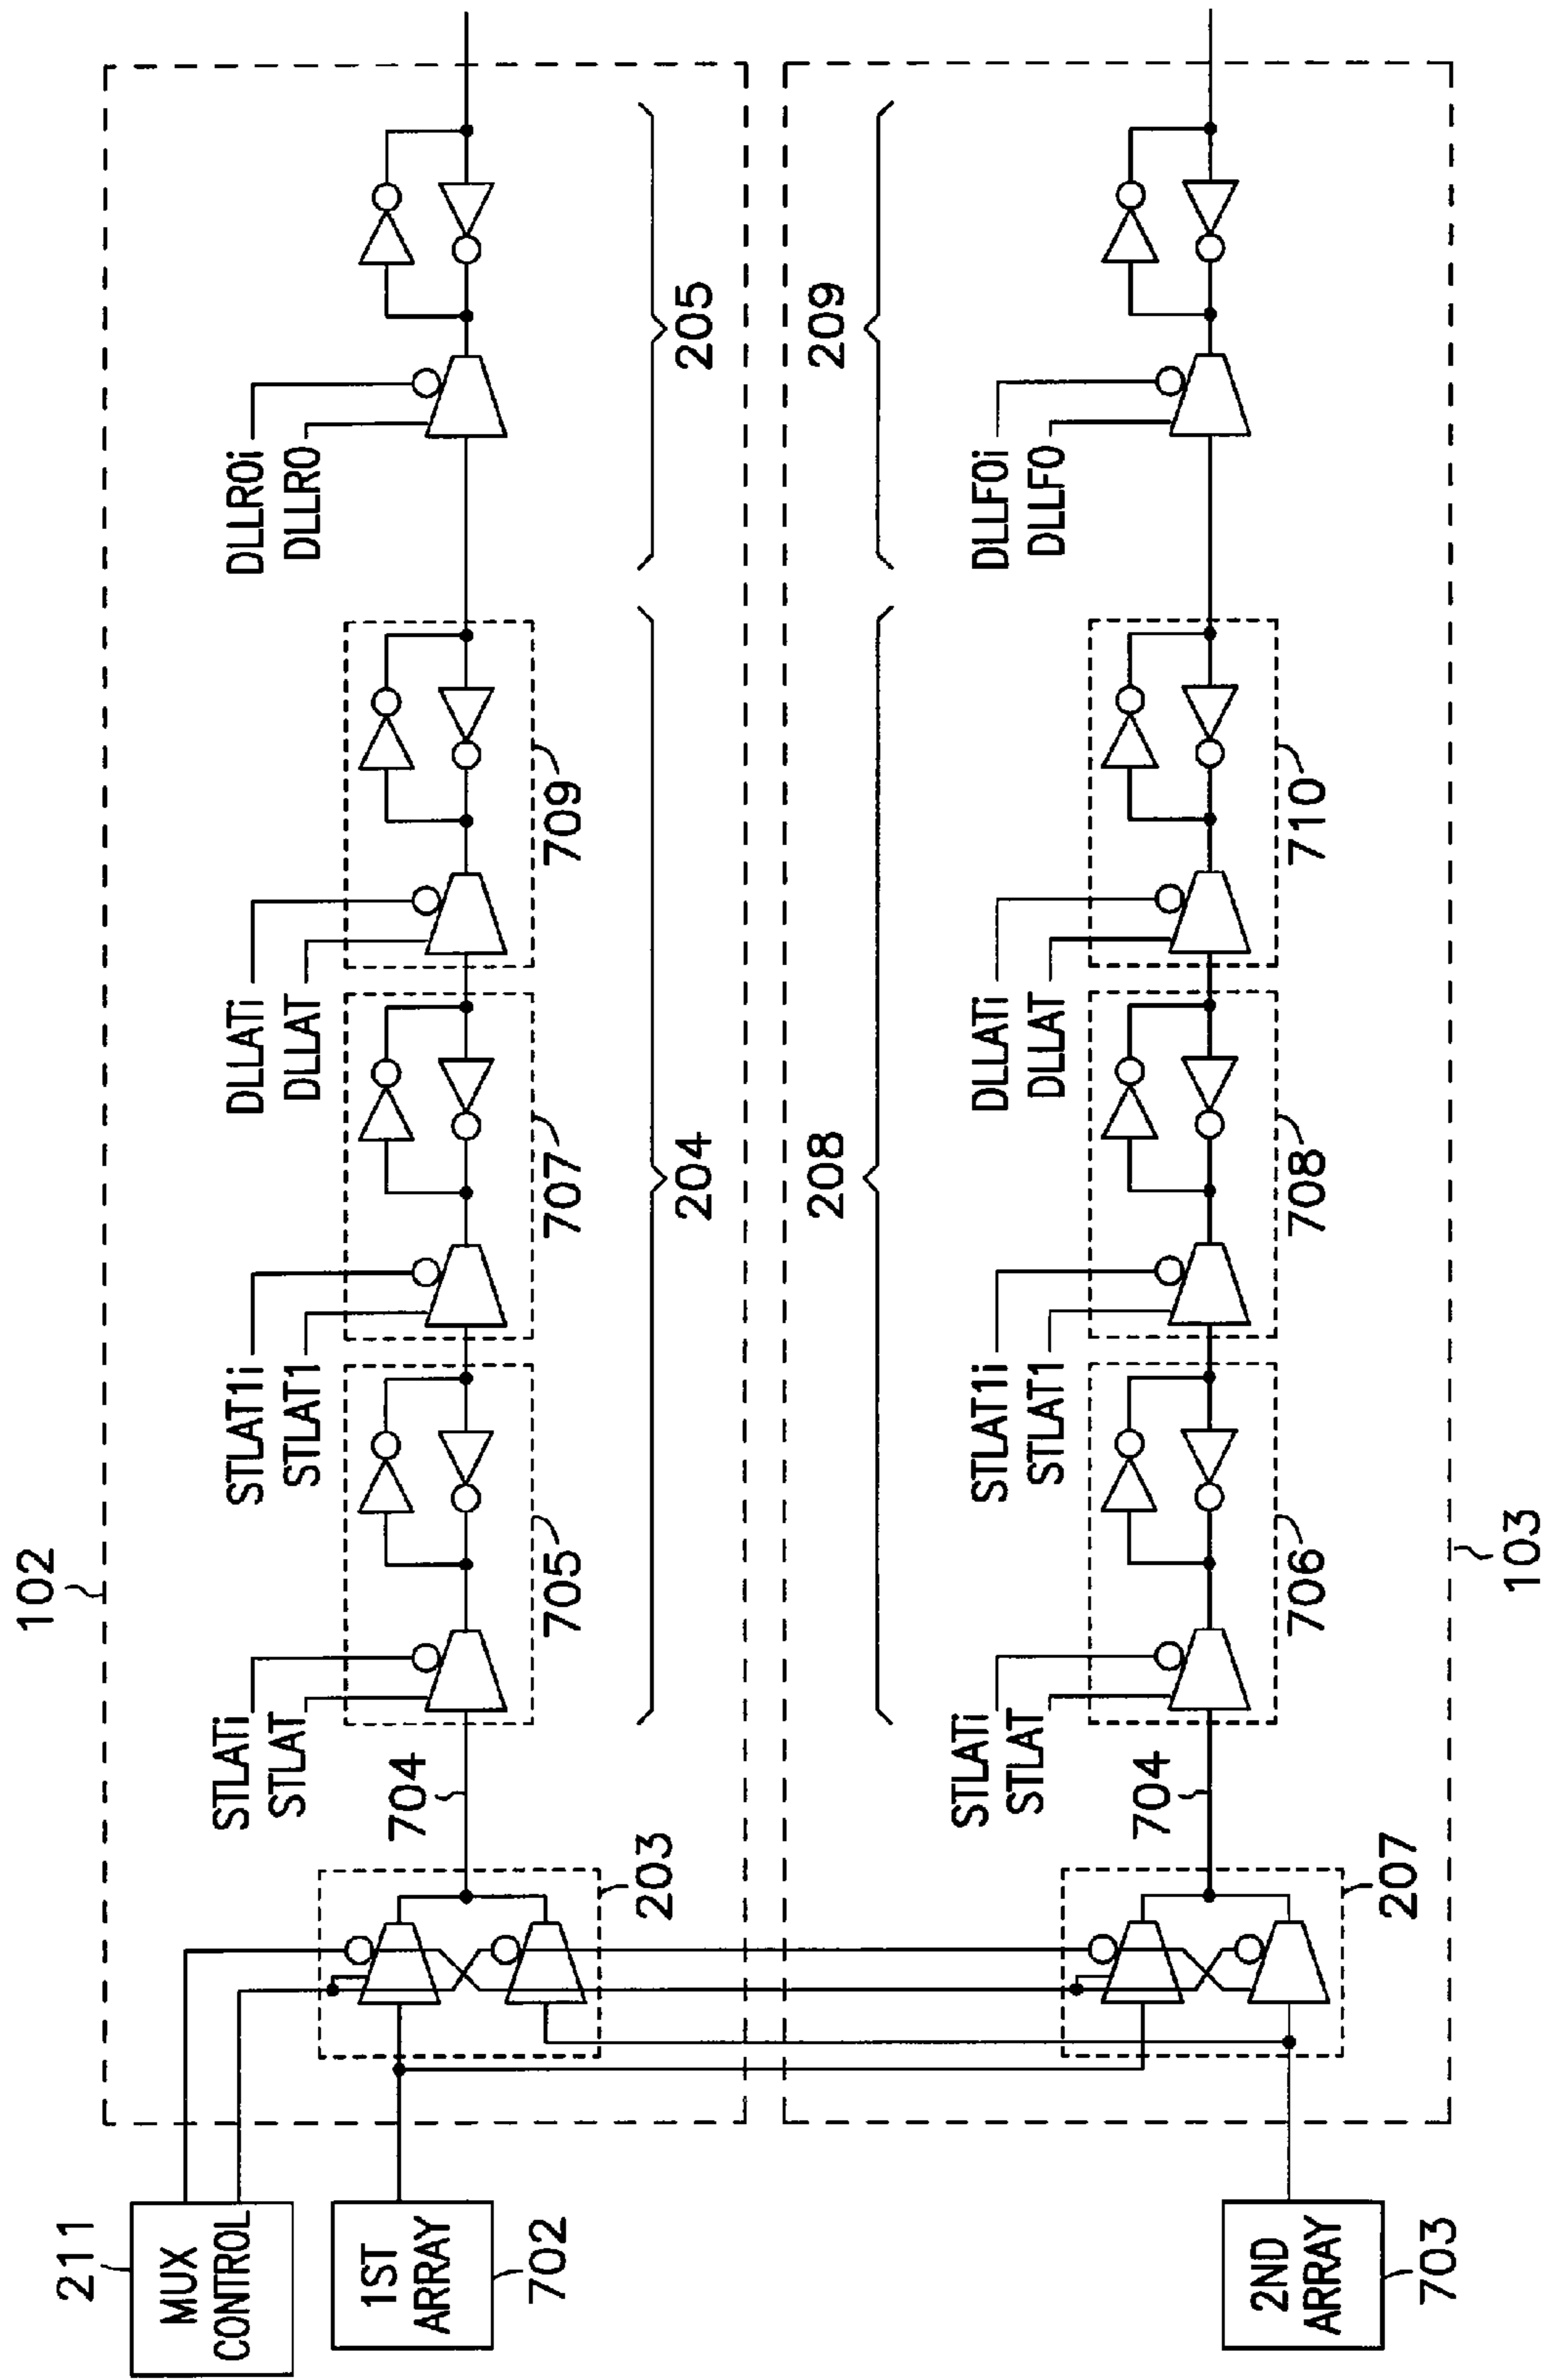 211
MUX
CONTROL
1ST
ARRAY
702
2ND
ARRAY
703
102
203
704
STLATi
STLAT
705
STLAT1i
STLAT1
707
DLLATi
DLLAT
709
DLLR0i
DLLR0
204
205
103
207
704
STLATi
STLAT
706
STLAT1i
STLAT1
708
DLLATi
DLLAT
710
DLLF0i
DLLF0
208
209